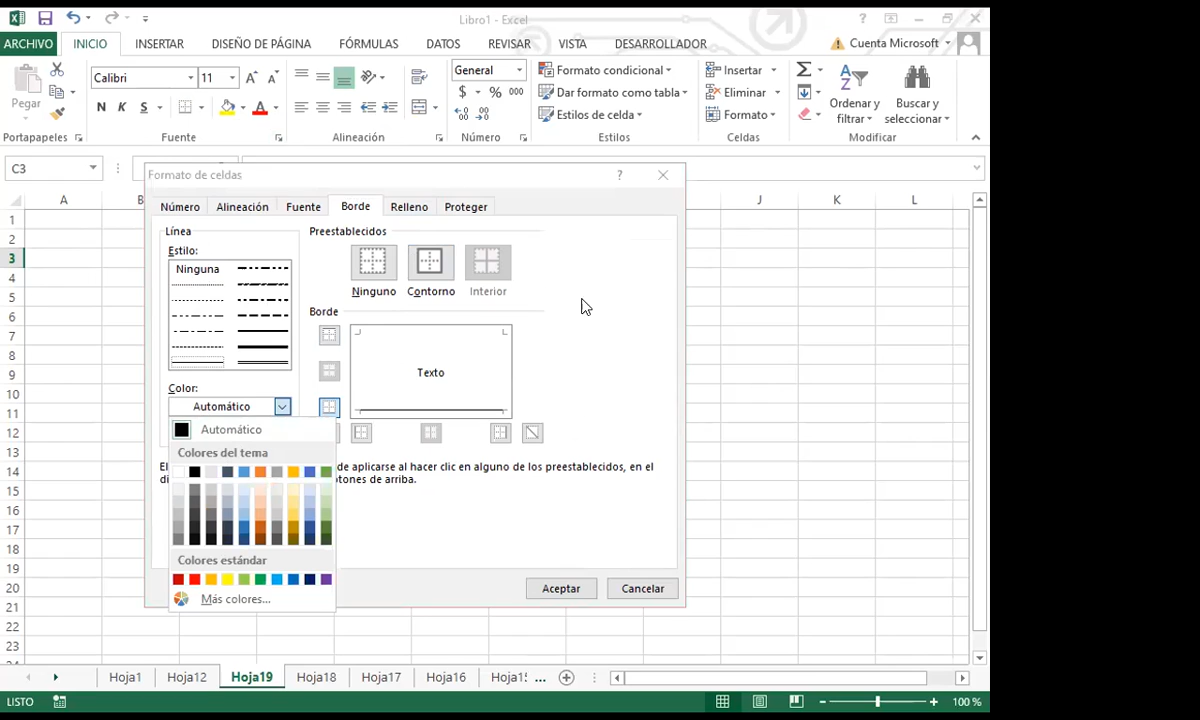 Libro1 - Excel
ARCHIVO INICIO INSERTAR DISEÑO DE PÁGINA FÓRMULAS DATOS REVISAR VISTA DESARROLLADOR Cuenta Microsoft
Pegar
Calibri 11
N K S
General
$ % 000
Formato condicional
Dar formato como tabla
Estilos de celda
Insertar
Eliminar
Formato
Ordenar y filtrar
Buscar y seleccionar
Portapapeles Fuente Alineación Número Estilos Celdas Modificar
C3
A B J K L
Formato de celdas
Número Alineación Fuente Borde Relleno Proteger
Línea
Estilo:
Ninguna
Preestablecidos
Ninguno Contorno Interior
Borde
Texto
Color:
Automático
Automático
Colores del tema
El
de aplicarse al hacer clic en alguno de los preestablecidos, en el
di
otones de arriba.
Colores estándar
Más colores...
Aceptar Cancelar
1
2
3
4
5
6
7
8
9
10
11
12
13
14
15
16
17
18
19
20
21
22
23
Hoja1 Hoja12 Hoja19 Hoja18 Hoja17 Hoja16 Hoja15 ...
LISTO 100 %